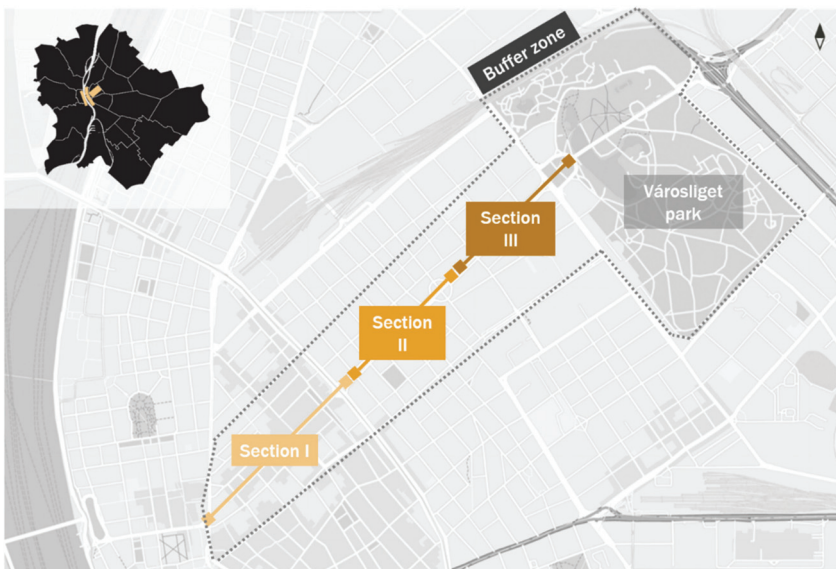 Buffer zone
Városliget
park
Section
III
Section
II
Section I